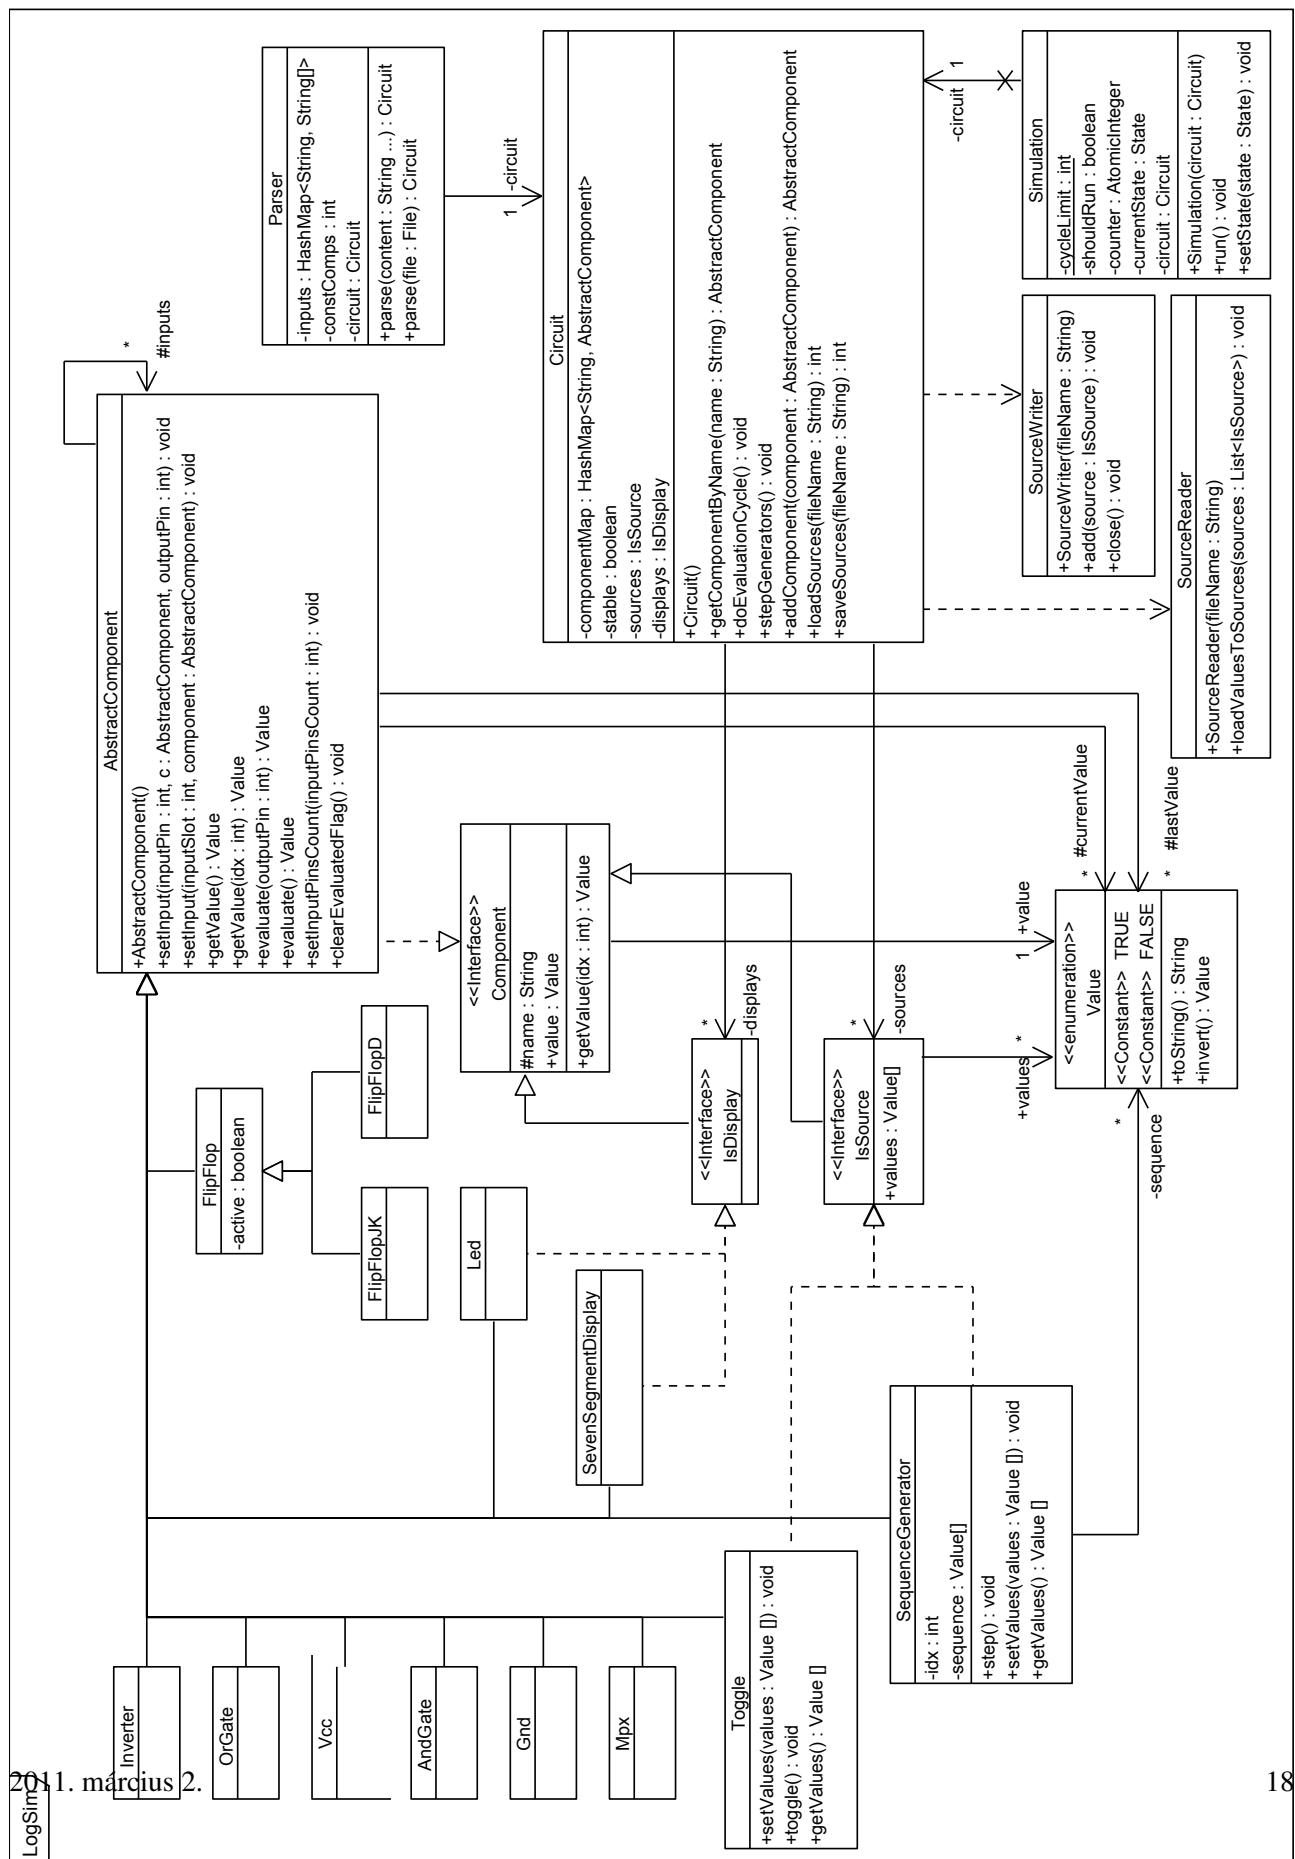 LogSim
Inverter
OrGate
Vcc
AndGate
Gnd
Mpx
Toggle
+setValues(values : Value []) : void
+toggle() : void
+getValues() : Value []
SequenceGenerator
-idx : int
-sequence : Value[]
+step() : void
+setValues(values : Value []) : void
+getValues() : Value []
SevenSegmentDisplay
Led
FlipFlop
-active : boolean
FlipFlopJK
FlipFlopD
AbstractComponent
+AbstractComponent()
+setInput(inputPin : int, c : AbstractComponent, outputPin : int) : void
+setInput(inputSlot : int, component : AbstractComponent) : void
+getValue() : Value
+getValue(idx : int) : Value
+evaluate(outputPin : int) : Value
+evaluate() : Value
+setInputPinsCount(inputPinsCount : int) : void
+clearEvaluatedFlag() : void
*
#inputs
<<Interface>>
Component
#name : String
+value : Value
+getValue(idx : int) : Value
<<Interface>>
IsDisplay
*
-displays
<<Interface>>
IsSource
+values : Value[]
*
-sources
<<enumeration>>
Value
<<Constant>> TRUE
<<Constant>> FALSE
+toString() : String
+invert() : Value
+values
*
1
+value
*
#currentValue
*
#lastValue
*
-sequence
Parser
-inputs : HashMap<String, String[]>
-constComps : int
-circuit : Circuit
+parse(content : String ...) : Circuit
+parse(file : File) : Circuit
1
-circuit
Circuit
-componentMap : HashMap<String, AbstractComponent>
-stable : boolean
-sources : IsSource
-displays : IsDisplay
+Circuit()
+getComponentByName(name : String) : AbstractComponent
+doEvaluationCycle() : void
+stepGenerators() : void
+addComponent(component : AbstractComponent) : AbstractComponent
+loadSources(fileName : String) : int
+saveSources(fileName : String) : int
-circuit
1
Simulation
-cycleLimit : int
-shouldRun : boolean
-counter : AtomicInteger
-currentState : State
-circuit : Circuit
+Simulation(circuit : Circuit)
+run() : void
+setState(state : State) : void
SourceWriter
+SourceWriter(fileName : String)
+add(source : IsSource) : void
+close() : void
SourceReader
+SourceReader(fileName : String)
+loadValuesToSources(sources : List<IsSource>) : void
2011. március 2.
18